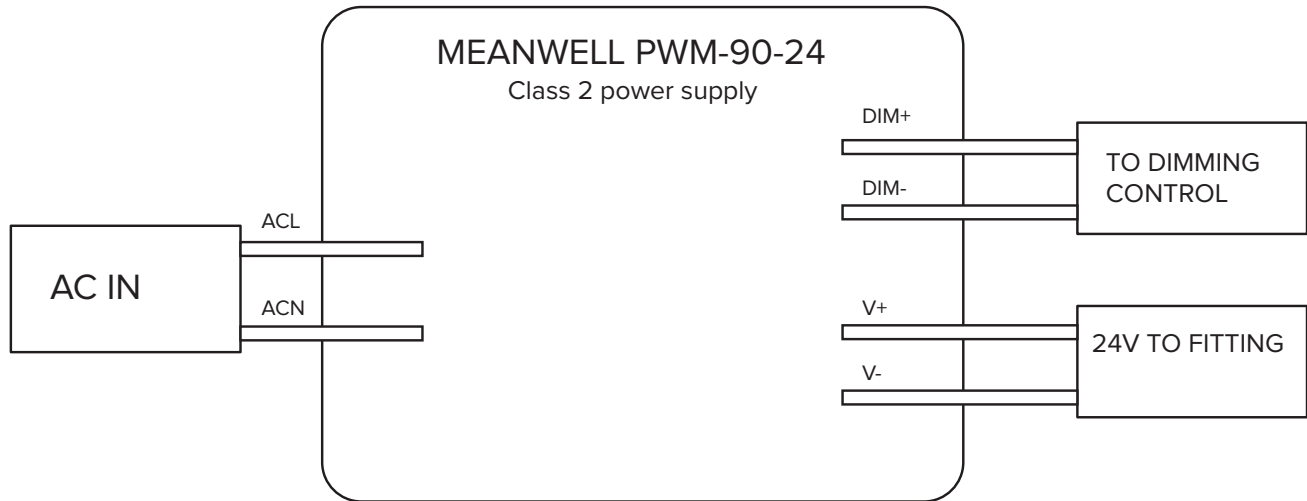 MEANWELL PWM-90-24
Class 2 power supply
DIM+
TO DIMMING
CONTROL
DIM-
ACL
AC IN
ACN
V+
24V TO FITTING
V-